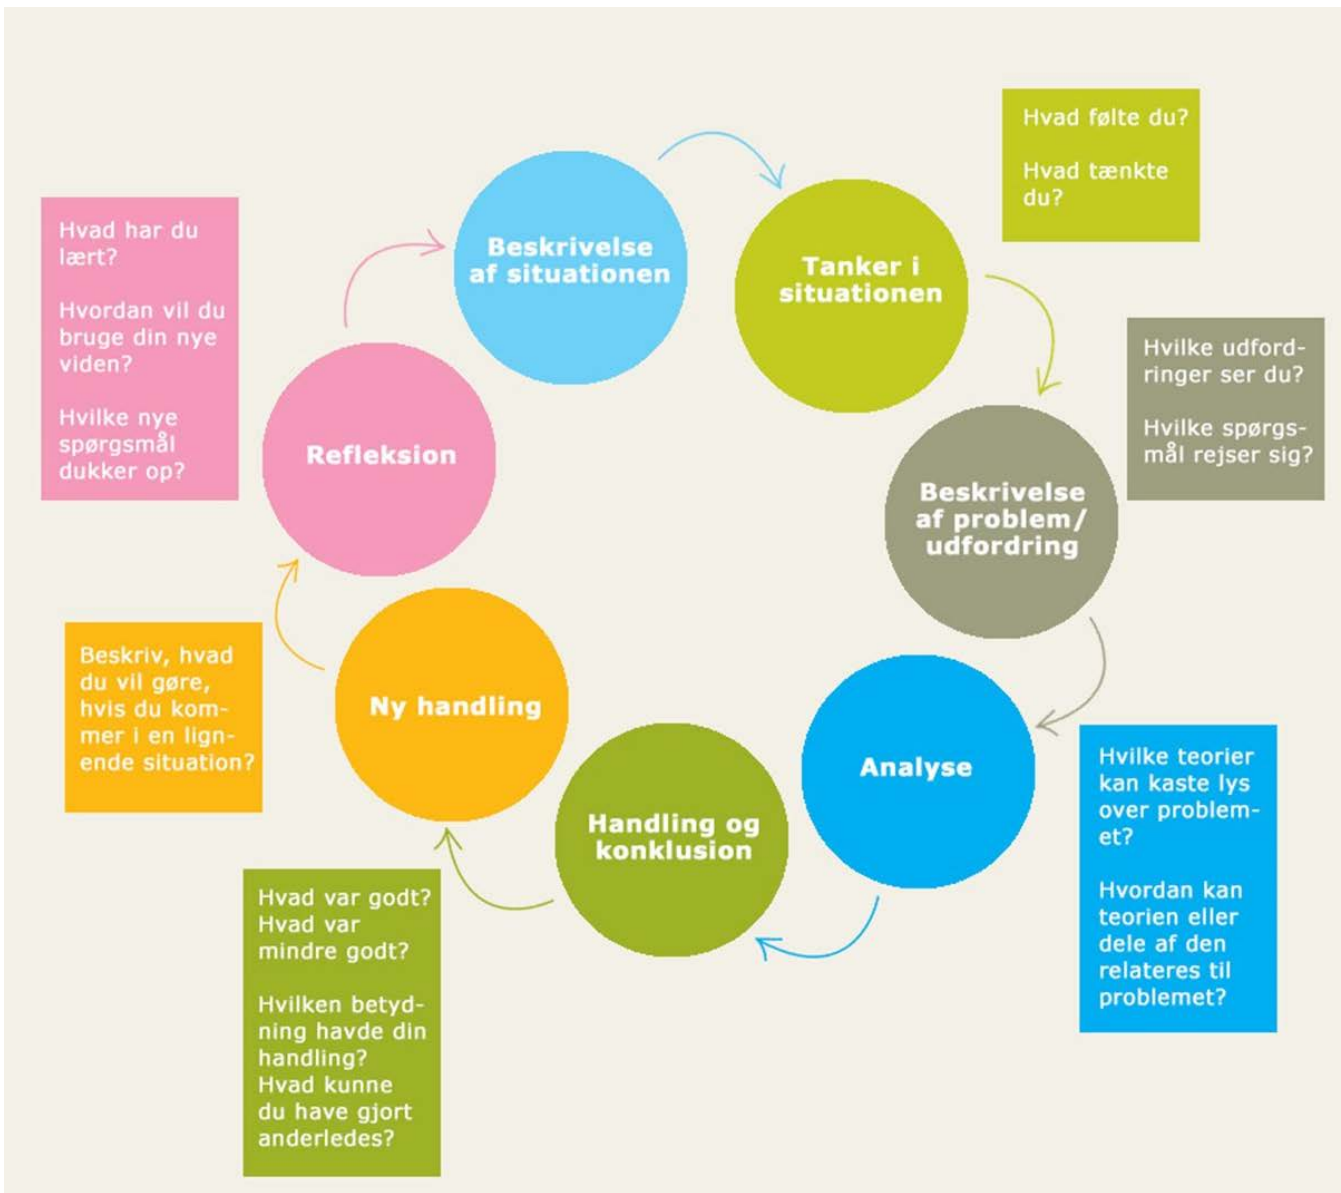 Beskrivelse
af situationen
Tanker i
situationen
Hvad følte du?
Hvad tænkte
du?
Beskrivelse
af problem/
udfordring
Hvilke udford-
ringer ser du?
Hvilke spørgs-
mål rejser sig?
Analyse
Hvilke teorier
kan kaste lys
over problem-
et?
Hvordan kan
teorien eller
dele af den
relateres til
problemet?
Handling og
konklusion
Hvad var godt?
Hvad var
mindre godt?
Hvilken betyd-
ning havde din
handling?
Hvad kunne
du have gjort
anderledes?
Ny handling
Beskriv, hvad
du vil gøre,
hvis du kom-
mer i en lign-
ende situation?
Refleksion
Hvad har du
lært?
Hvordan vil du
bruge din nye
viden?
Hvilke nye
spørgsmål
dukker op?